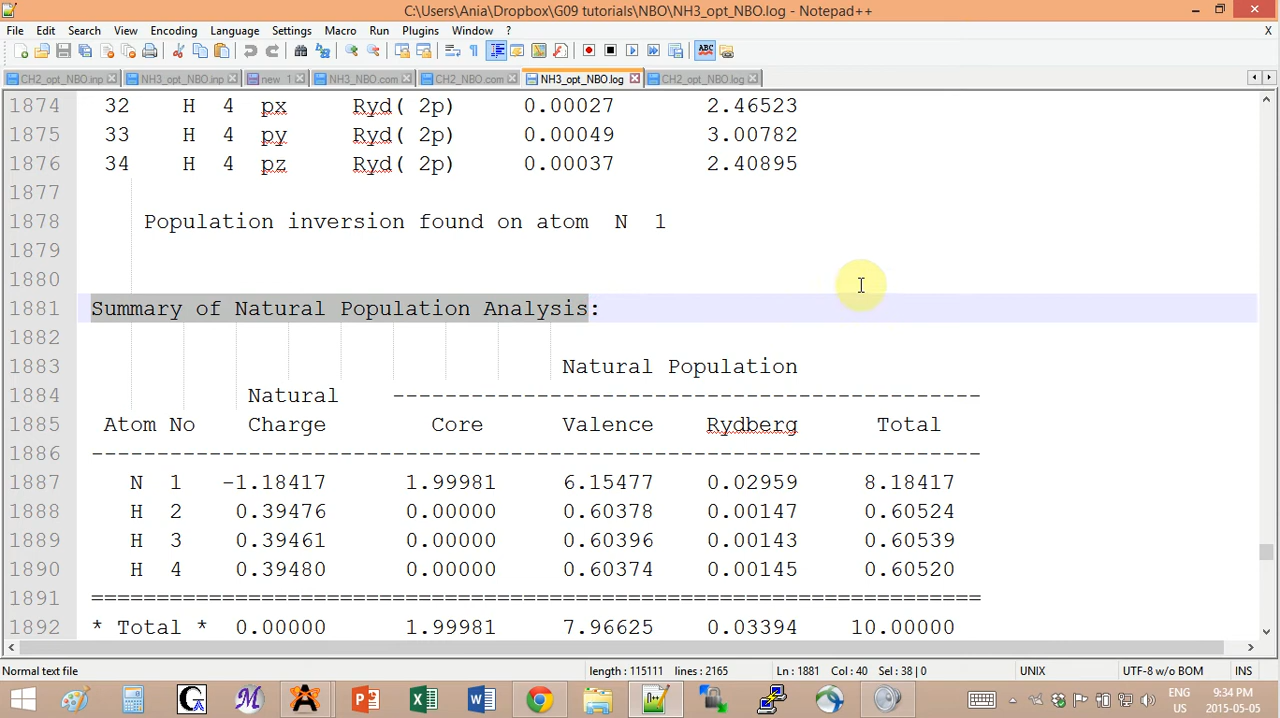 C:\Users\Ania\Dropbox\G09 tutorials\NBO\NH3_opt_NBO.log - Notepad++
File Edit Search View Encoding Language Settings Macro Run Plugins Window ? X
CH2_opt_NBO.inp NH3_opt_NBO.inp new 1 NH3_NBO.com CH2_NBO.com NH3_opt_NBO.log CH2_opt_NBO.log
1874 32 H 4 px Ryd( 2p) 0.00027 2.46523
1875 33 H 4 py Ryd( 2p) 0.00049 3.00782
1876 34 H 4 pz Ryd( 2p) 0.00037 2.40895
1877
1878 Population inversion found on atom N 1
1879
1880
1881 Summary of Natural Population Analysis:
1882
1883 Natural Population
1884 Natural ---------------------------------------------
1885 Atom No Charge Core Valence Rydberg Total
1886 --------------------------------------------------------------------
1887 N 1 -1.18417 1.99981 6.15477 0.02959 8.18417
1888 H 2 0.39476 0.00000 0.60378 0.00147 0.60524
1889 H 3 0.39461 0.00000 0.60396 0.00143 0.60539
1890 H 4 0.39480 0.00000 0.60374 0.00145 0.60520
1891 ====================================================================
1892 * Total * 0.00000 1.99981 7.96625 0.03394 10.00000
Normal text file length : 115111 lines : 2165 Ln : 1881 Col : 40 Sel : 38 | 0 UNIX UTF-8 w/o BOM INS
ENG 9:34 PM
US 2015-05-05